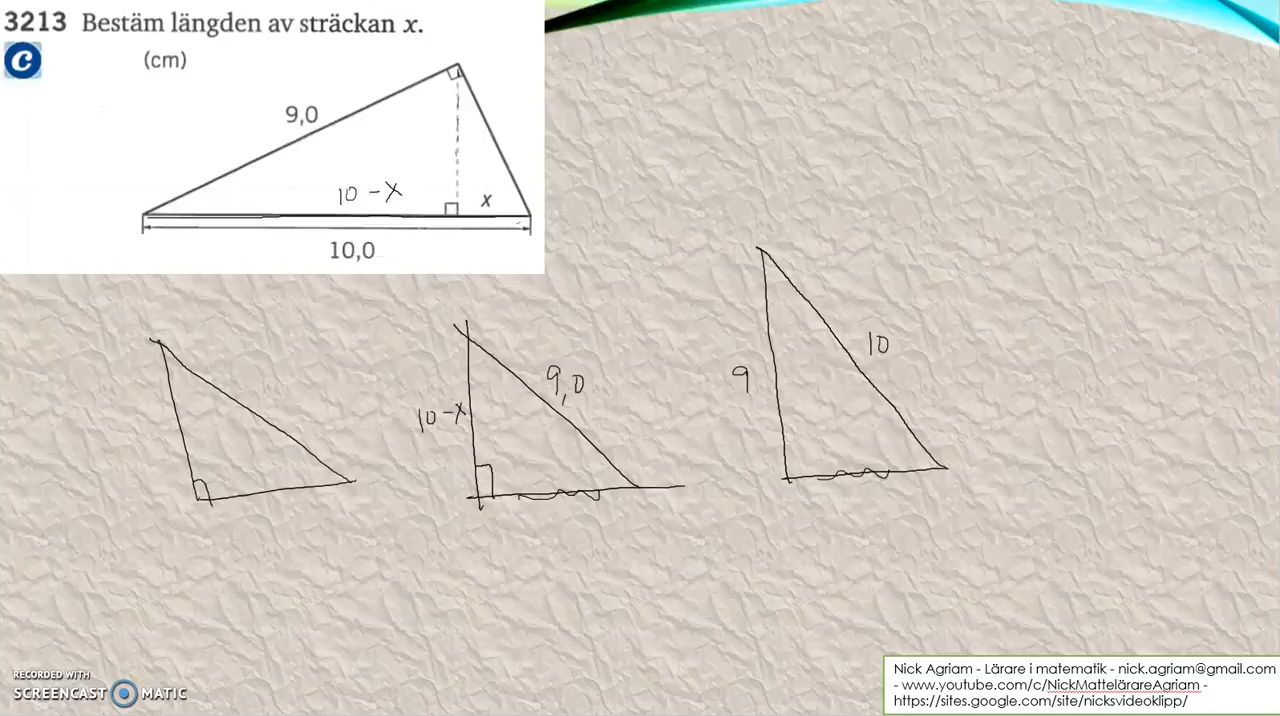 3213 Bestäm längden av sträckan x.
C
(cm)
9,0
10 - x
x
10,0
10
9
9,0
10-x
RECORDED WITH
SCREENCAST MATIC
Nick Agriam - Lärare i matematik - nick.agriam@gmail.com
- www.youtube.com/c/NickMattelärareAgriam -
https://sites.google.com/site/nicksvideoklipp/